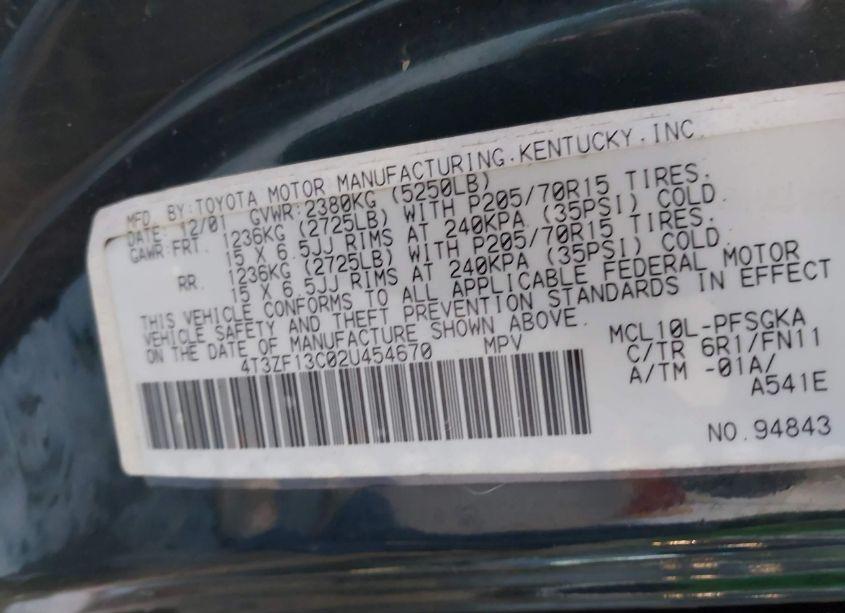 MFD. BY:TOYOTA MOTOR MANUFACTURING.KENTUCKY.INC.
DATE: 12/01 GVWR:2380KG (5250LB)
GAWR:FRT. 1236KG (2725LB) WITH P205/70R15 TIRES.
15 X 6.5JJ RIMS AT 240KPA (35PSI) COLD.
RR. 1236KG (2725LB) WITH P205/70R15 TIRES.
15 X 6.5JJ RIMS AT 240KPA (35PSI) COLD.
THIS VEHICLE CONFORMS TO ALL APPLICABLE FEDERAL MOTOR
VEHICLE SAFETY AND THEFT PREVENTION STANDARDS IN EFFECT
ON THE DATE OF MANUFACTURE SHOWN ABOVE.
4T3ZF13C02U454670 MPV
MCL10L-PFSGKA
C/TR 6R1/FN11
A/TM -01A/
A541E
NO.94843